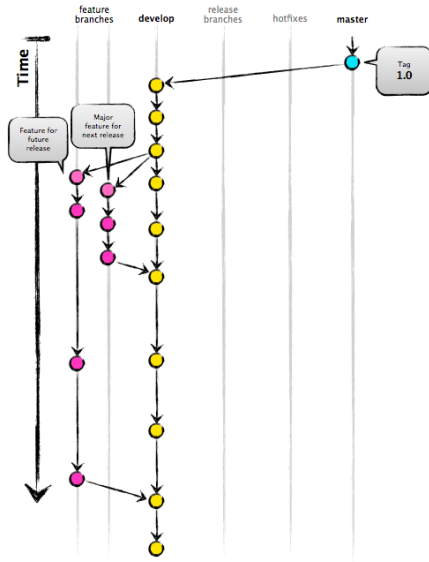 feature
branches
develop
release
branches
hotfixes
master
Time
Tag
1.0
Major
feature for
next release
Feature for
future
release